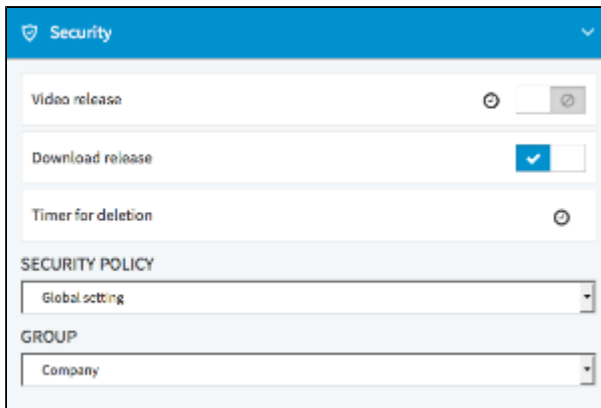 Security
Video release
Download release
Timer for deletion
SECURITY POLICY
Global setting
GROUP
Company